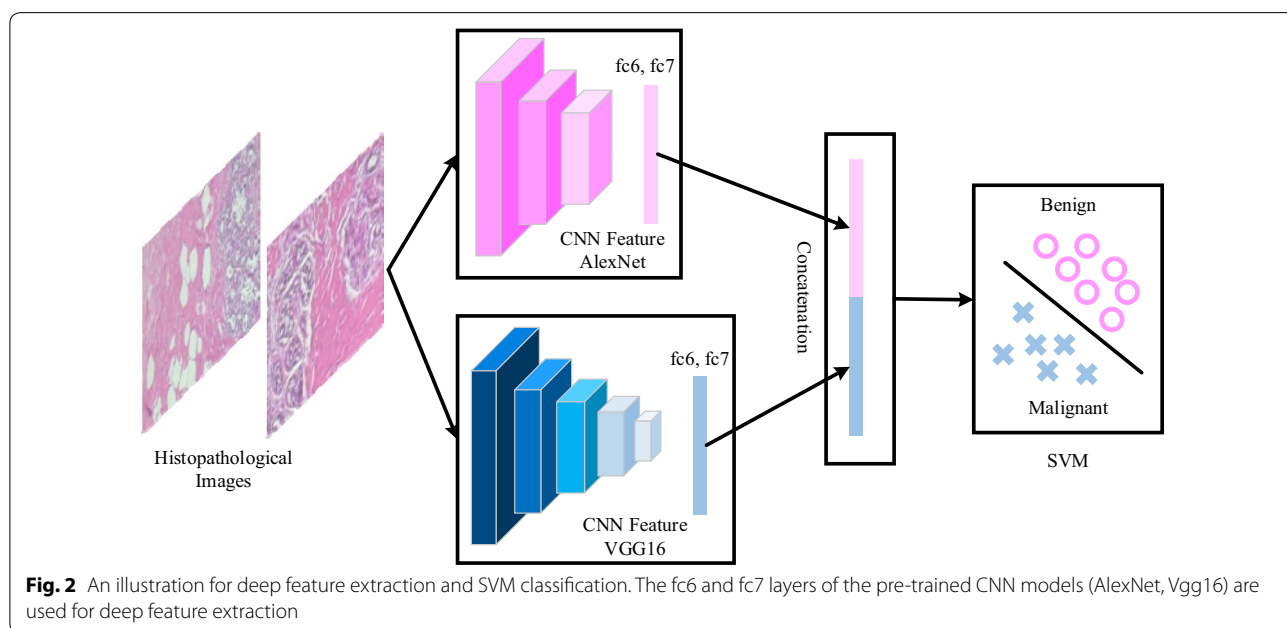 fc6, fc7
CNN Feature
AlexNet
fc6, fc7
CNN Feature
VGG16
Histopathological
Images
Concatenation
Benign
Malignant
SVM
Fig. 2 An illustration for deep feature extraction and SVM classification. The fc6 and fc7 layers of the pre-trained CNN models (AlexNet, Vgg16) are
used for deep feature extraction